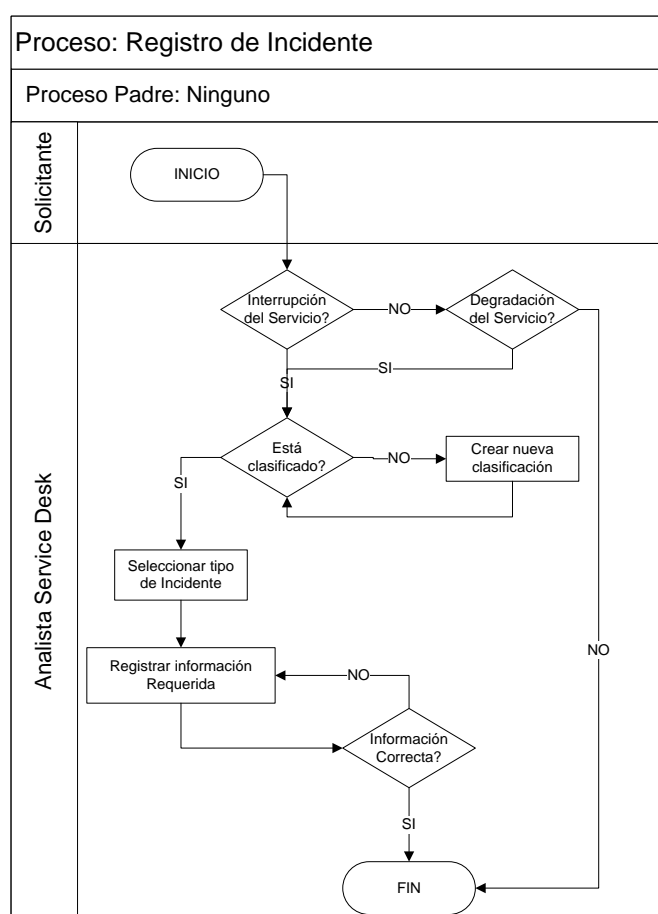 Proceso: Registro de Incidente
Proceso Padre: Ninguno
Solicitante
INICIO
Analista Service Desk
Interrupción
del Servicio?
NO
Degradación
del Servicio?
SI
SI
Está
clasificado?
NO
Crear nueva
clasificación
SI
Seleccionar tipo
de Incidente
NO
Registrar información
Requerida
NO
Información
Correcta?
SI
FIN